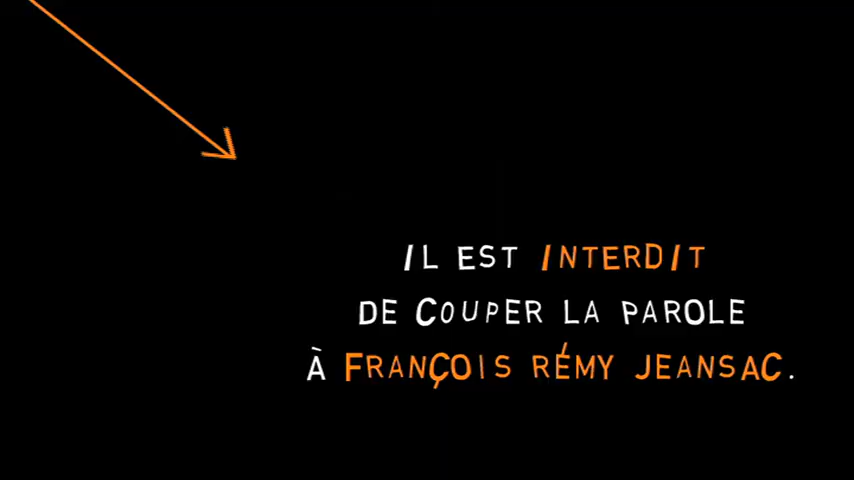 IL EST INTERDIT
DE COUPER LA PAROLE
À FRANÇOIS RÉMY JEANSAC.